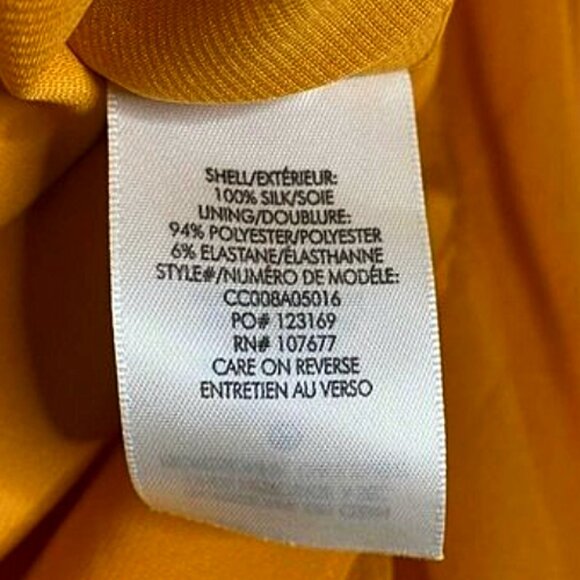 SHELL/EXTÉRIEUR:
100% SILK/SOIE
LINING/DOUBLURE:
94% POLYESTER/POLYESTER
6% ELASTANE/ÉLASTHANNE
STYLE#/NUMÉRO DE MODÉLE:
CC008A05016
PO# 123169
RN# 107677
CARE ON REVERSE
ENTRETIEN AU VERSO